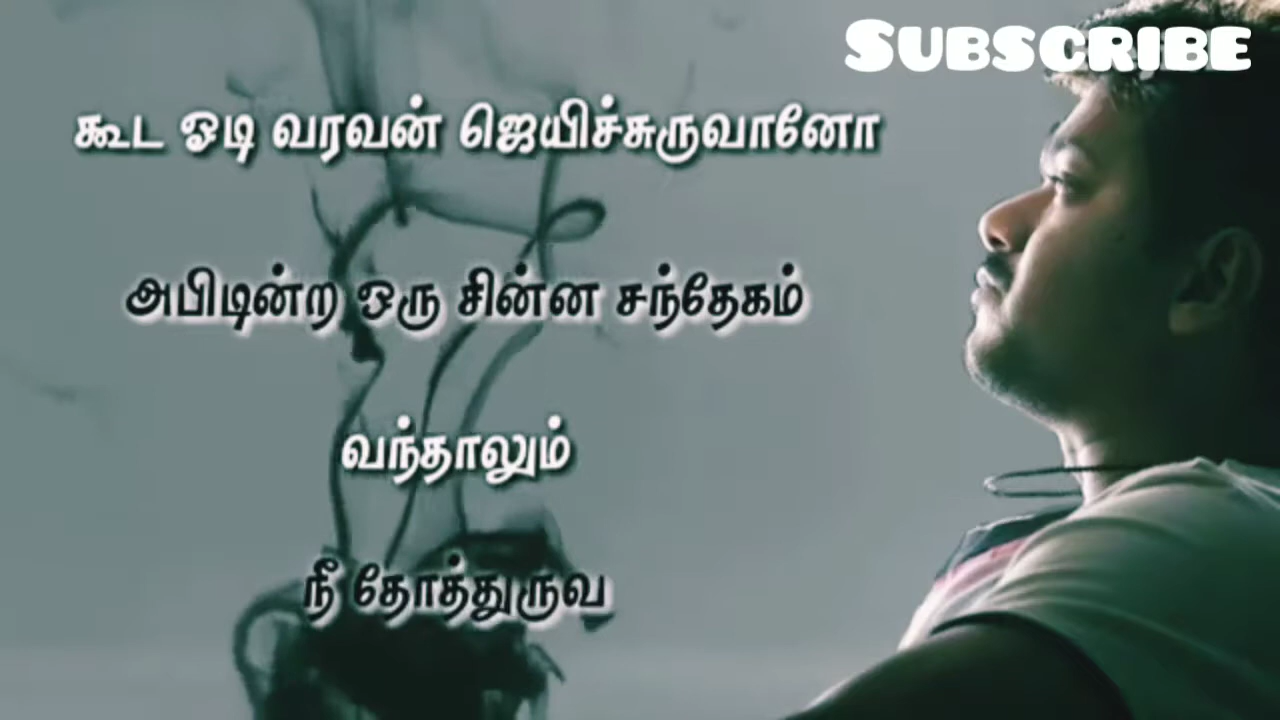 SUBSCRIBE
கூட ஓடி வரவன் ஜெயிச்சுருவானோ
அபிடின்ற ஒரு சின்ன சந்தேகம்
வந்தாலும்
நீ தோத்துருவ